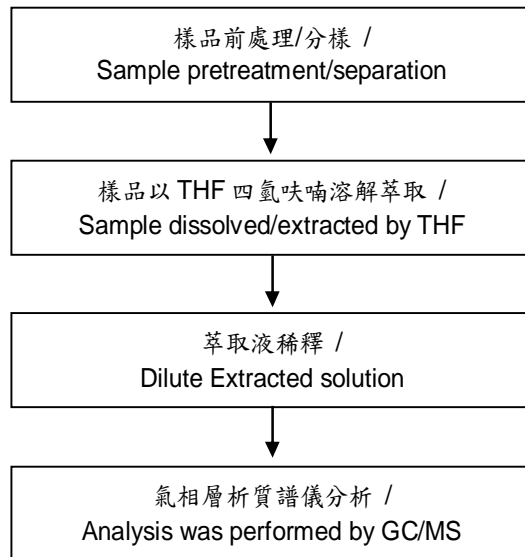 樣品前處理/分樣 /
Sample pretreatment/separation
樣品以 THF 四氫呋喃溶解萃取 /
Sample dissolved/extracted by THF
萃取液稀釋 /
Dilute Extracted solution
氣相層析質譜儀分析 /
Analysis was performed by GC/MS